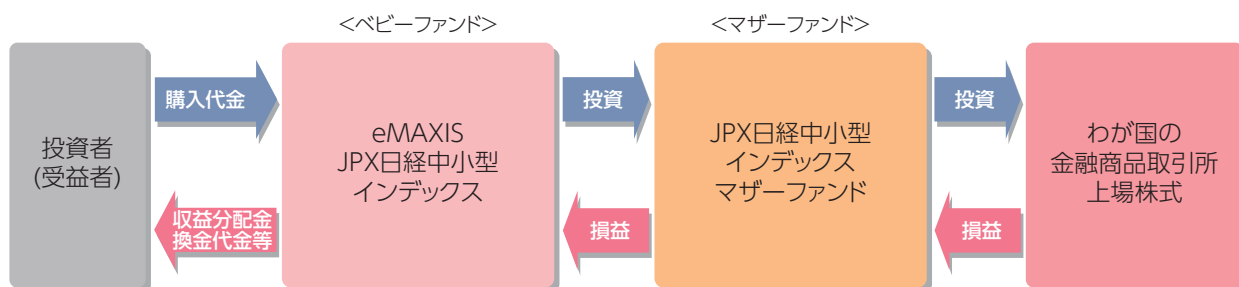 <ベビーファンド>
<マザーファンド>
投資者
(受益者)
購入代金
収益分配金
換金代金等
eMAXIS
JPX日経中小型
インデックス
投資
損益
JPX日経中小型
インデックス
マザーファンド
投資
損益
わが国の
金融商品取引所
上場株式